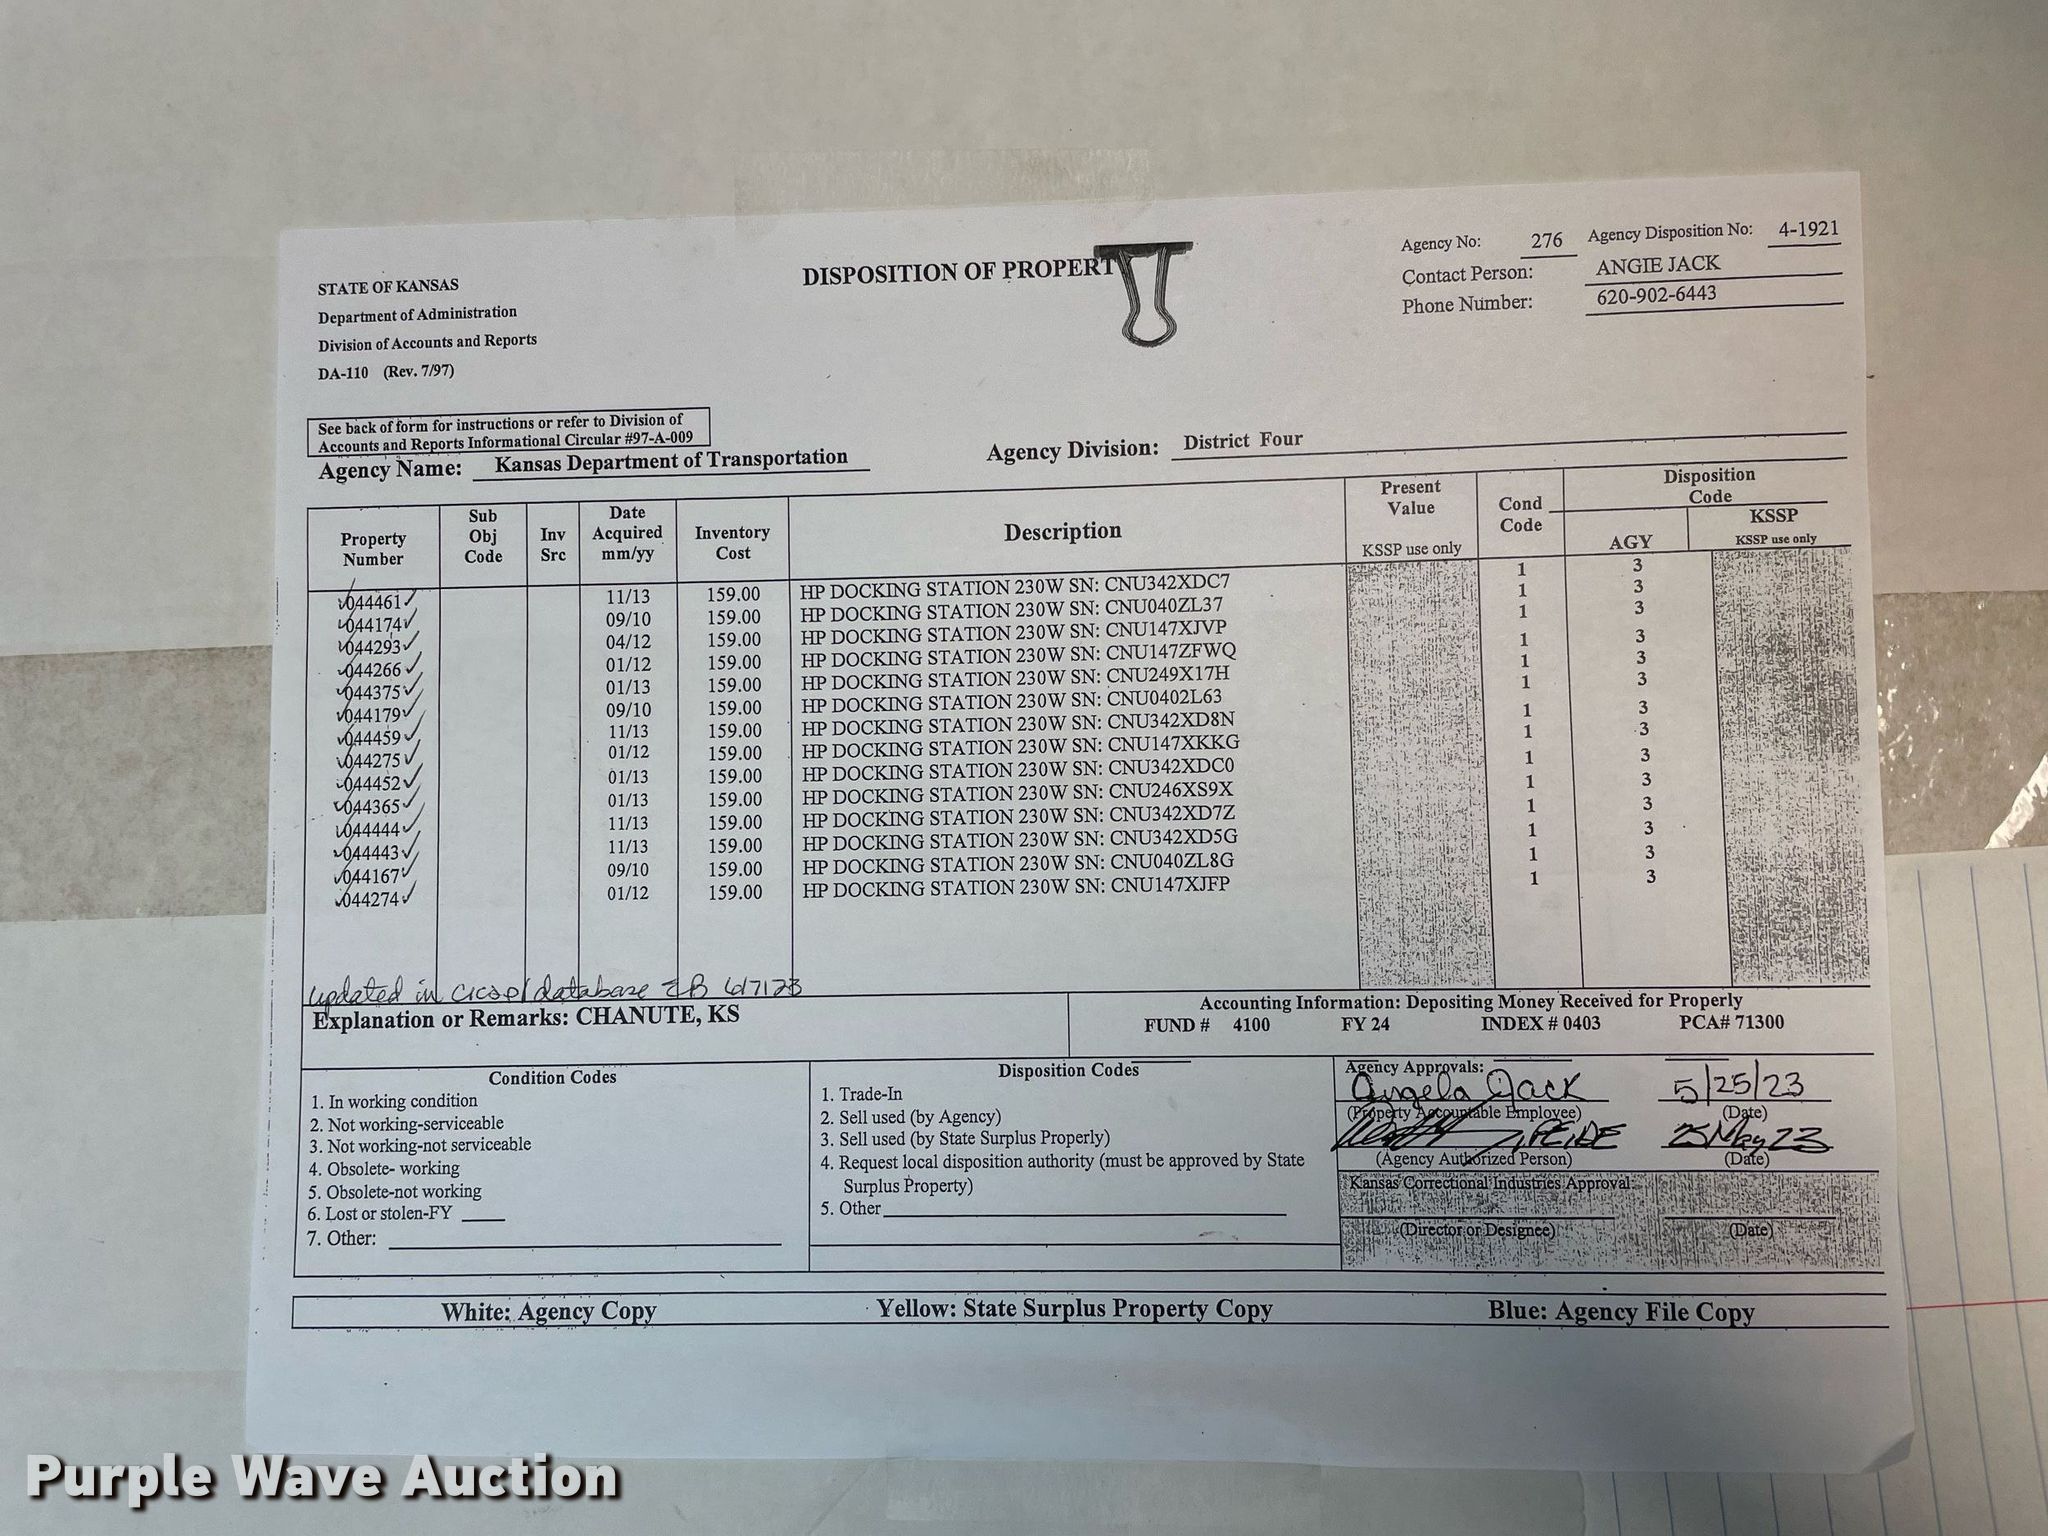 STATE OF KANSAS
Department of Administration
Division of Accounts and Reports
DA-110 (Rev. 7/97)
DISPOSITION OF PROPERT
Agency No: 276 Agency Disposition No: 4-1921
Contact Person: ANGIE JACK
Phone Number: 620-902-6443
See back of form for instructions or refer to Division of
Accounts and Reports Informational Circular #97-A-009
Agency Name: Kansas Department of Transportation Agency Division: District Four
Property Number Sub Obj Code Inv Src Date Acquired mm/yy Inventory Cost Description Present Value KSSP use only Cond Code Disposition Code AGY KSSP KSSP use only
044461 11/13 159.00 HP DOCKING STATION 230W SN: CNU342XDC7 1 3
044174 09/10 159.00 HP DOCKING STATION 230W SN: CNU040ZL37 1 3
044293 04/12 159.00 HP DOCKING STATION 230W SN: CNU147XJVP 1 3
044266 01/12 159.00 HP DOCKING STATION 230W SN: CNU147ZFWQ 1 3
044375 01/13 159.00 HP DOCKING STATION 230W SN: CNU249X17H 1 3
044179 09/10 159.00 HP DOCKING STATION 230W SN: CNU0402L63 1 3
044459 11/13 159.00 HP DOCKING STATION 230W SN: CNU342XD8N 1 3
044275 01/12 159.00 HP DOCKING STATION 230W SN: CNU147XKKG 1 3
044452 01/13 159.00 HP DOCKING STATION 230W SN: CNU342XDC0 1 3
044365 01/13 159.00 HP DOCKING STATION 230W SN: CNU246XS9X 1 3
044444 11/13 159.00 HP DOCKING STATION 230W SN: CNU342XD7Z 1 3
044443 11/13 159.00 HP DOCKING STATION 230W SN: CNU342XD5G 1 3
044167 09/10 159.00 HP DOCKING STATION 230W SN: CNU040ZL8G 1 3
044274 01/12 159.00 HP DOCKING STATION 230W SN: CNU147XJFP 1 3
updated in database 6/7/23
Explanation or Remarks: CHANUTE, KS
Accounting Information: Depositing Money Received for Properly
FUND # 4100 FY 24 INDEX # 0403 PCA# 71300
Condition Codes
1. In working condition
2. Not working-serviceable
3. Not working-not serviceable
4. Obsolete- working
5. Obsolete-not working
6. Lost or stolen-FY
7. Other:
Disposition Codes
1. Trade-In
2. Sell used (by Agency)
3. Sell used (by State Surplus Properly)
4. Request local disposition authority (must be approved by State
Surplus Property)
5. Other
Agency Approvals:
Angela Jack 5/25/23
(Property Accountable Employee) (Date)
25 May 23
(Agency Authorized Person) (Date)
Kansas Correctional Industries Approval
(Director or Designee) (Date)
White: Agency Copy Yellow: State Surplus Property Copy Blue: Agency File Copy
Purple Wave Auction